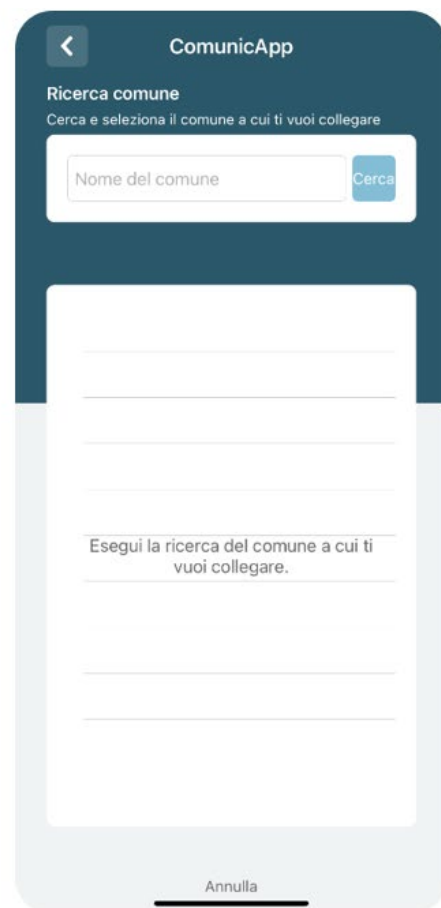 ComunicApp
Ricerca comune
Cerca e seleziona il comune a cui ti vuoi collegare
Nome del comune Cerca
Esegui la ricerca del comune a cui ti
vuoi collegare.
Annulla